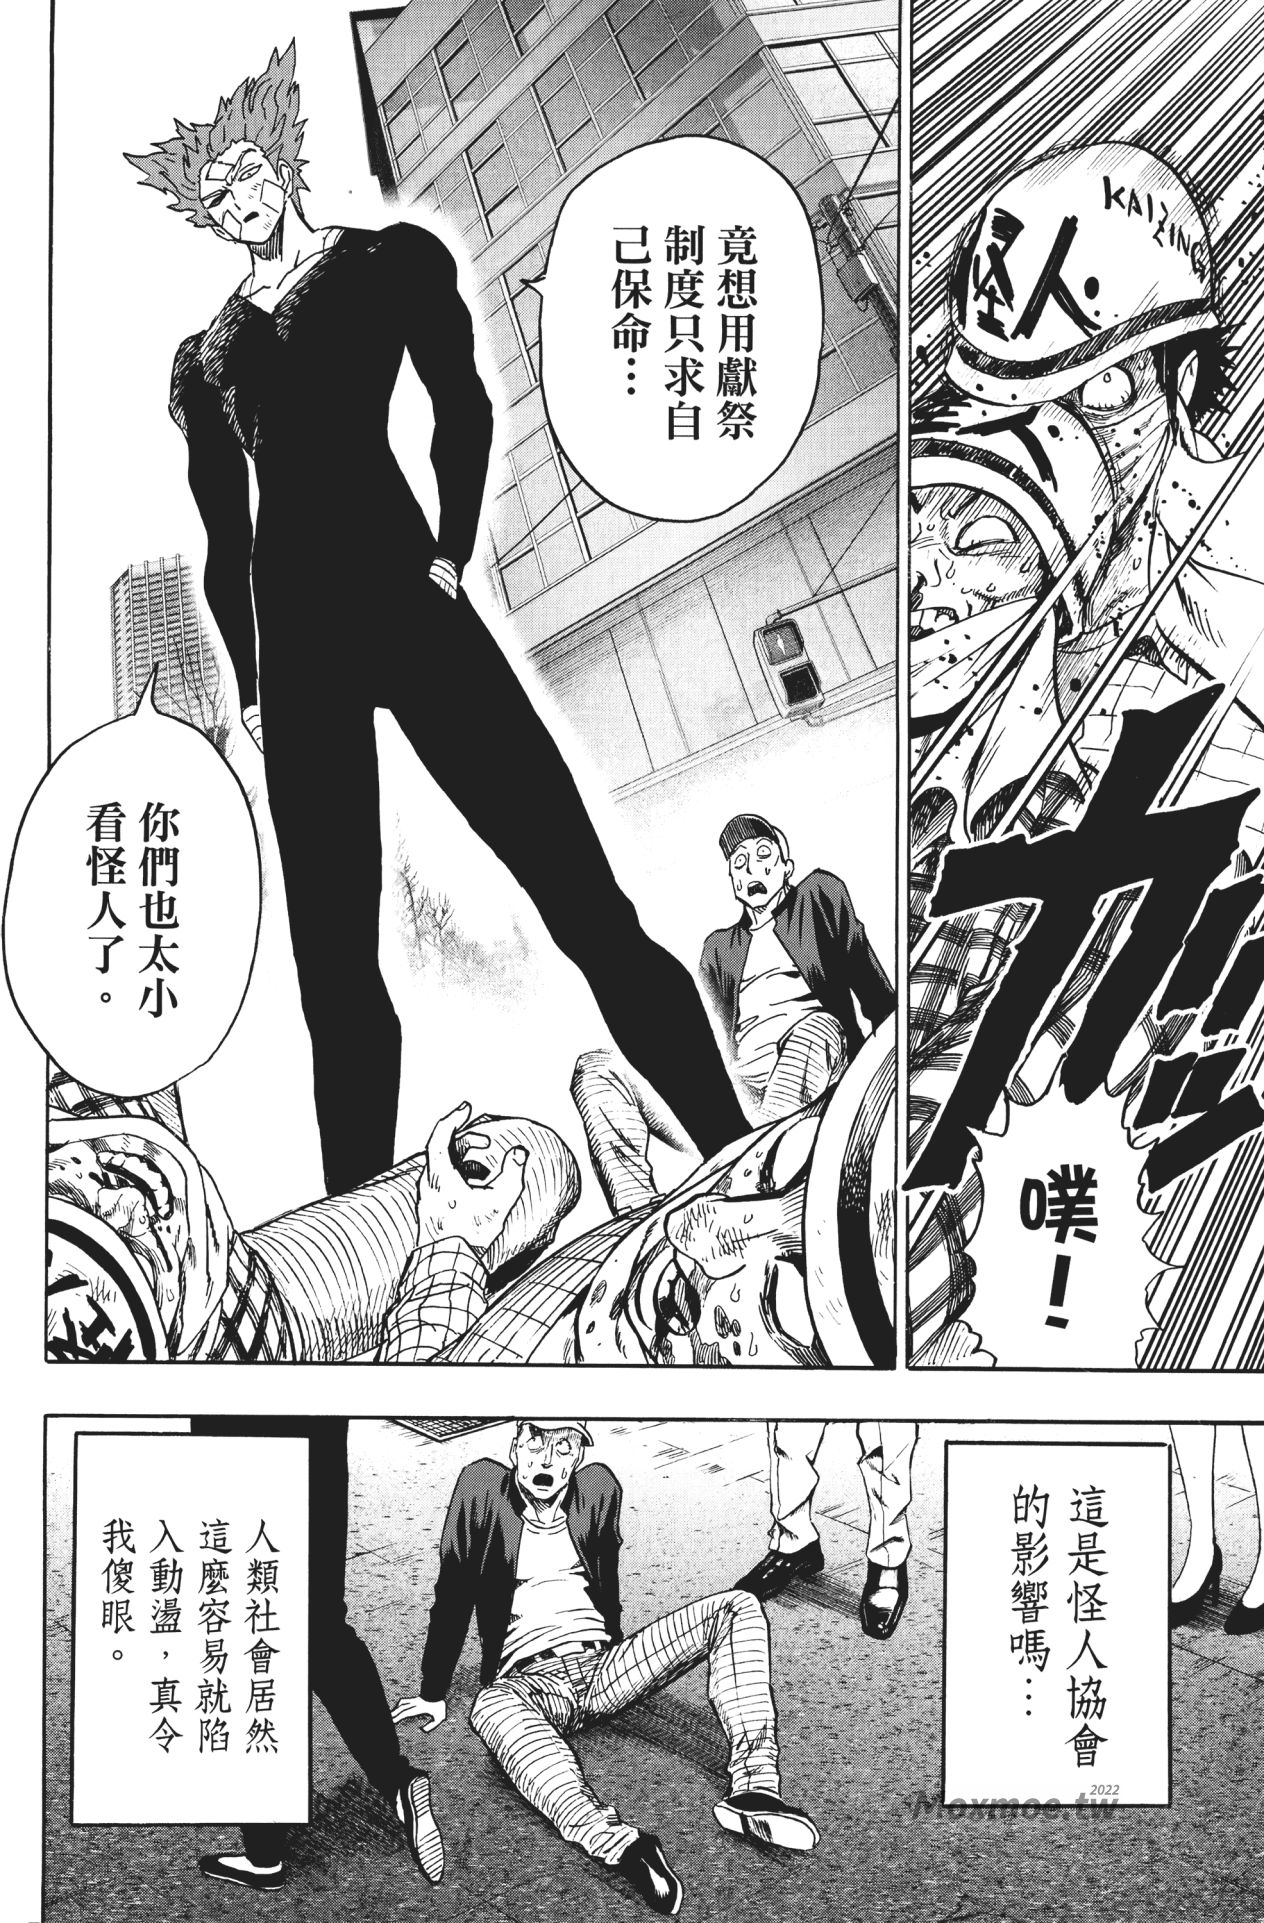 KAIZING
怪人
人
ガッ
噗！
竟想用獻祭
制度只求自
己保命…
你們也太小
看怪人了。
這是怪人協會
的影響嗎…
人類社會居然
這麼容易就陷
入動盪，真令
我傻眼。
2022
Moxmoe.tw